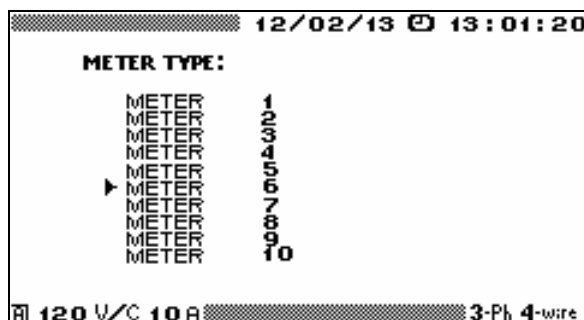 12/02/13 13:01:20
METER TYPE:
METER 1
METER 2
METER 3
METER 4
METER 5
METER 6
METER 7
METER 8
METER 9
METER 10
A 120 V/C 10 A 3-Ph 4-wire